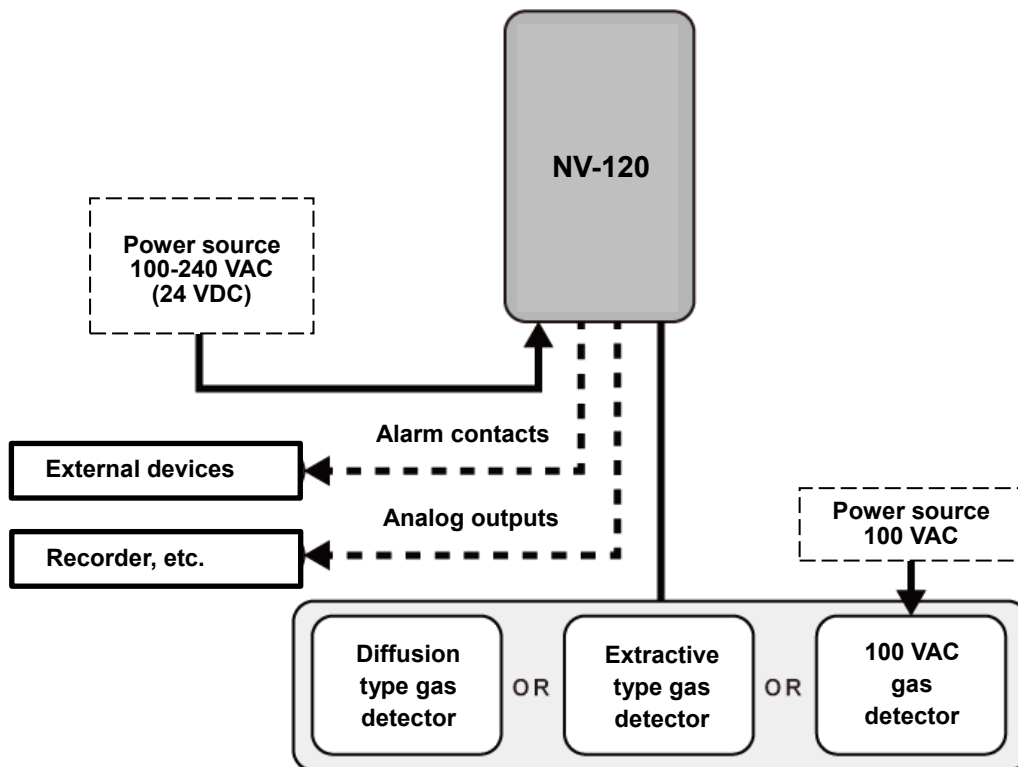 NV-120
Power source
100-240 VAC
(24 VDC)
Alarm contacts
External devices
Analog outputs
Recorder, etc.
Power source
100 VAC
Diffusion
type gas
detector
OR
Extractive
type gas
detector
OR
100 VAC
gas
detector